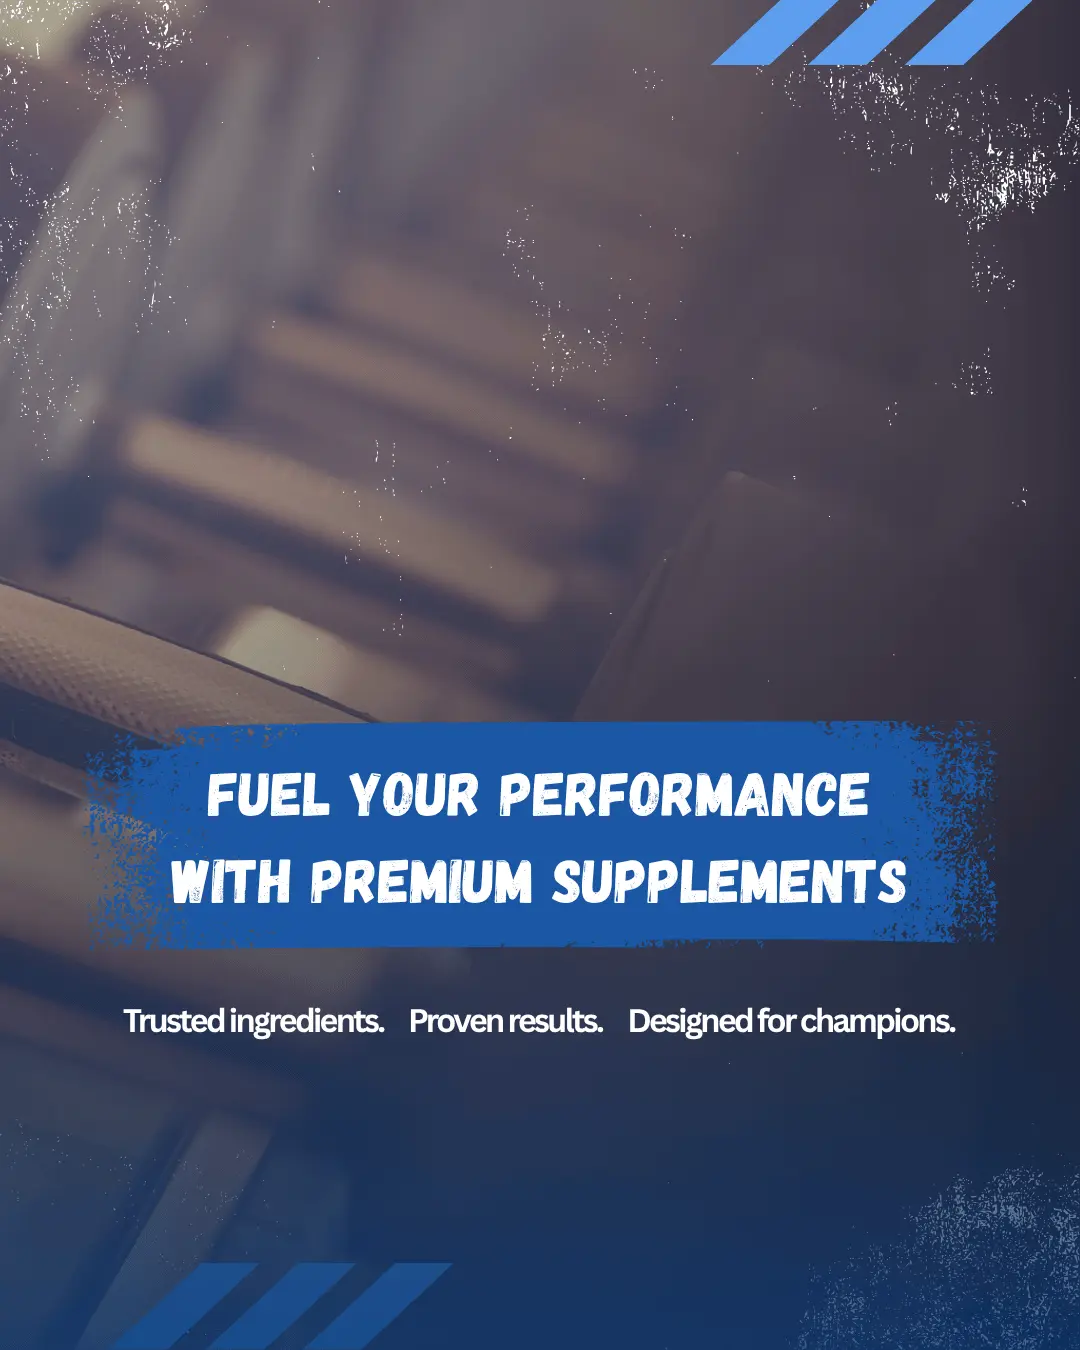 FUEL YOUR PERFORMANCE
WITH PREMIUM SUPPLEMENTS
Trusted ingredients. Proven results. Designed for champions.